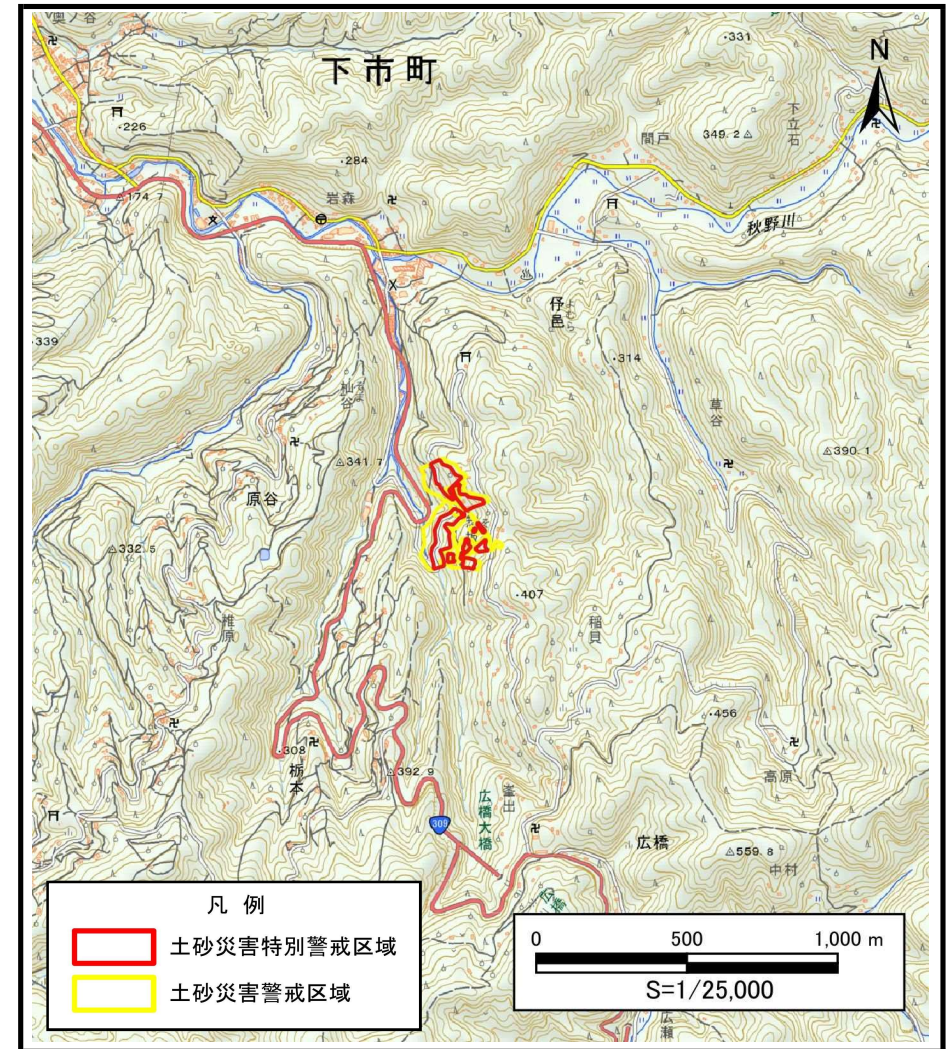 下市町
N
・331
下立石
349.2
間戸
・226
・284
岩森
174.7
秋野川
伃邑
・339
・314
草谷
341.7
390.1
原谷
332.5
・407
椎原
稲貝
・456
・308
栃本
392.9
高原
広橋大橋
峯出
309
広橋
559.8
中村
広瀬
凡 例
土砂災害特別警戒区域
土砂災害警戒区域
0 500 1,000 m
S=1/25,000